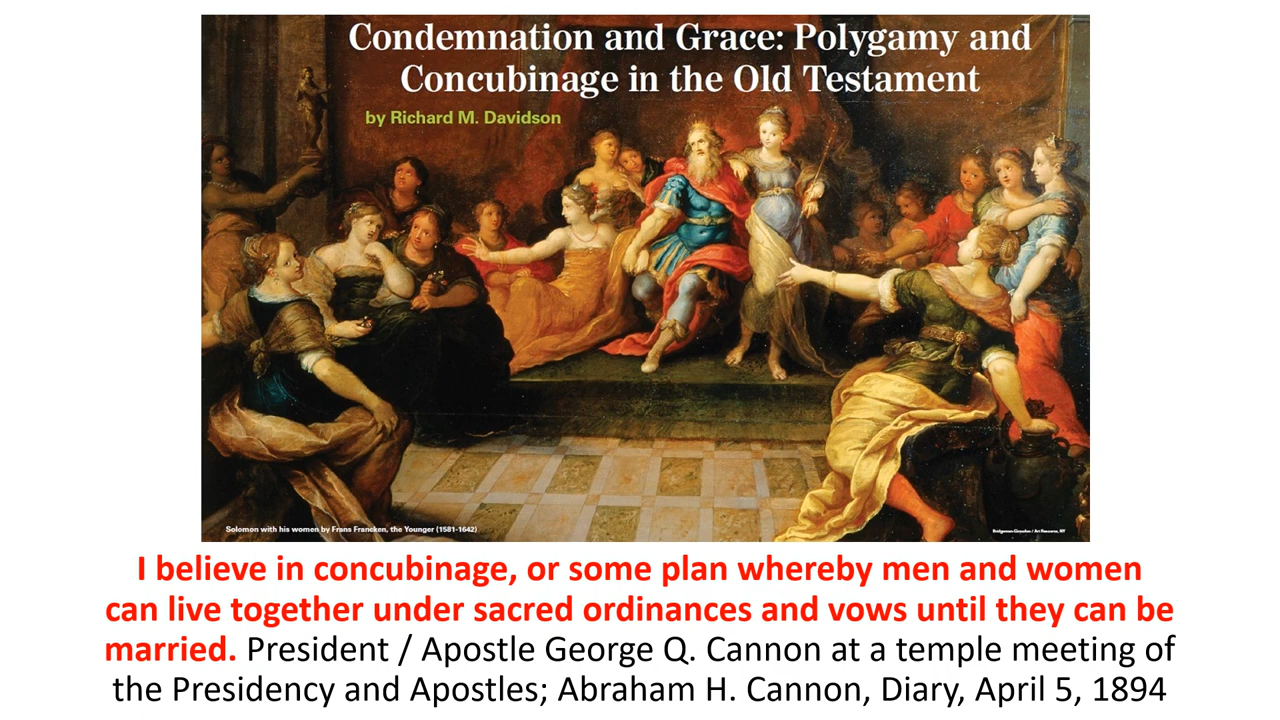 Condemnation and Grace: Polygamy and
Concubinage in the Old Testament
by Richard M. Davidson
Solomon with his women by Frans Francken, the Younger (1581-1642)
Bridgeman-Giraudon / Art Resource, NY
I believe in concubinage, or some plan whereby men and women
can live together under sacred ordinances and vows until they can be
married. President / Apostle George Q. Cannon at a temple meeting of
the Presidency and Apostles; Abraham H. Cannon, Diary, April 5, 1894